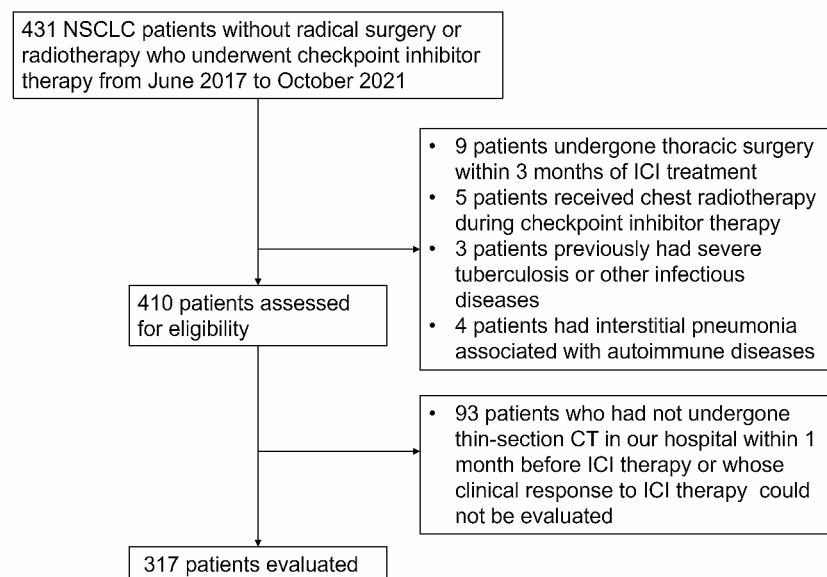 431 NSCLC patients without radical surgery or
radiotherapy who underwent checkpoint inhibitor
therapy from June 2017 to October 2021
• 9 patients undergone thoracic surgery
within 3 months of ICI treatment
• 5 patients received chest radiotherapy
during checkpoint inhibitor therapy
• 3 patients previously had severe
tuberculosis or other infectious
diseases
• 4 patients had interstitial pneumonia
associated with autoimmune diseases
410 patients assessed
for eligibility
• 93 patients who had not undergone
thin-section CT in our hospital within 1
month before ICI therapy or whose
clinical response to ICI therapy could
not be evaluated
317 patients evaluated